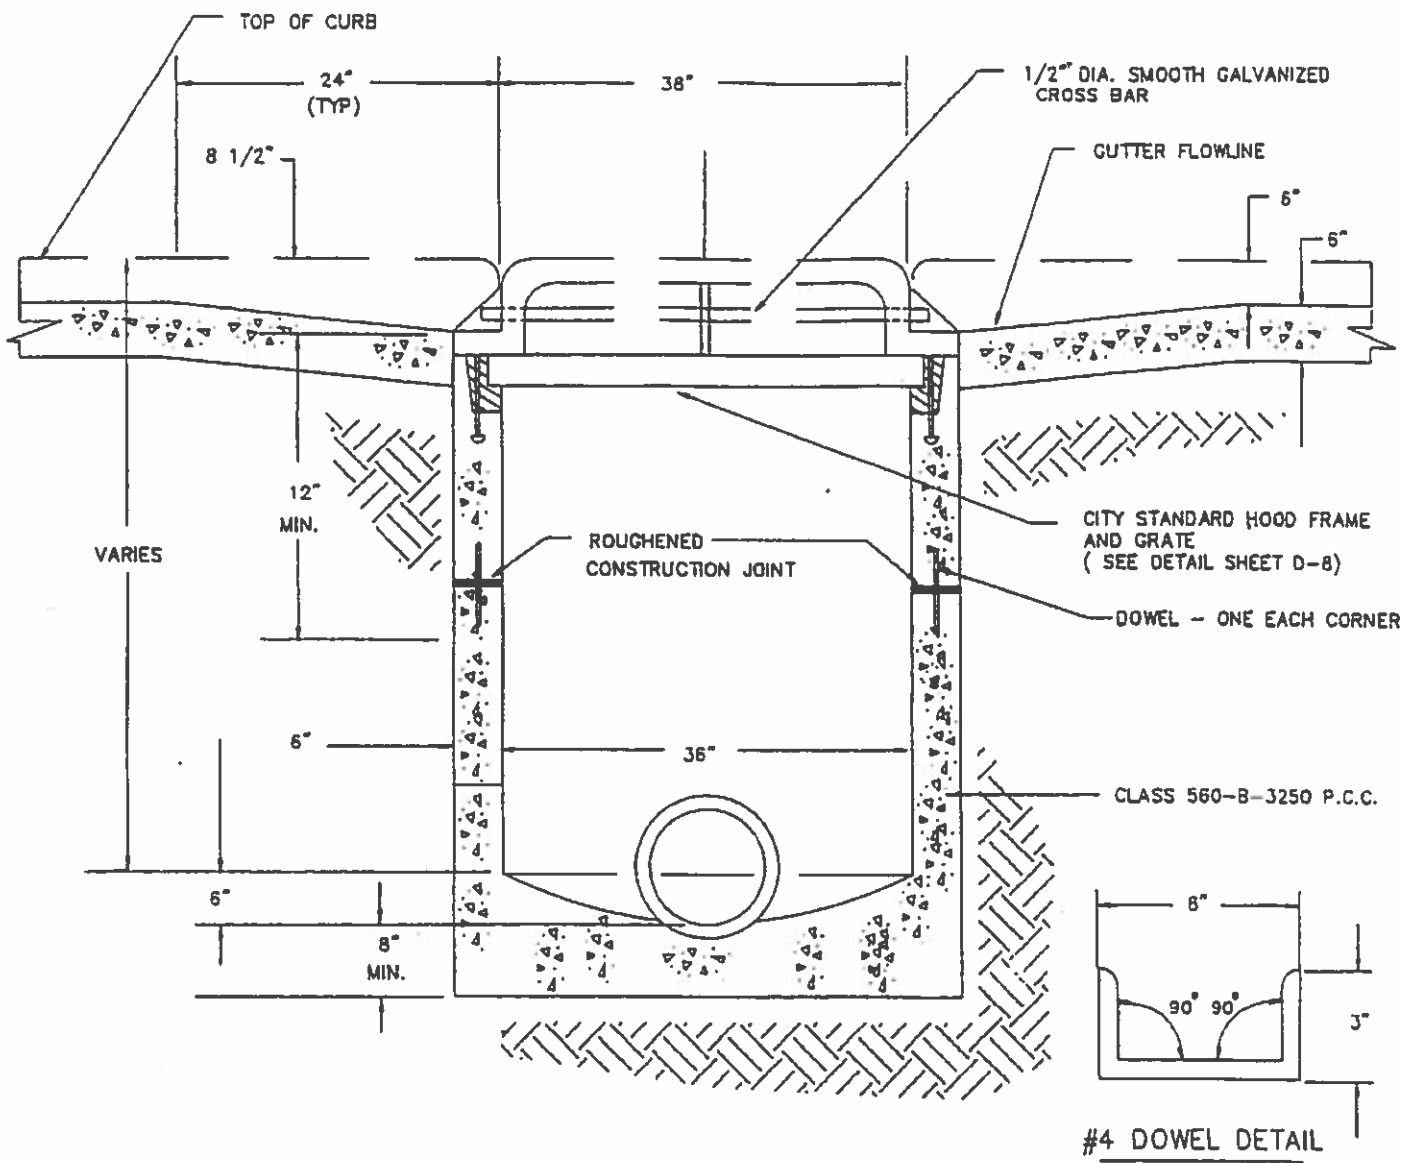 TOP OF CURB
24"
(TYP)
38"
1/2" DIA. SMOOTH GALVANIZED
CROSS BAR
8 1/2"
GUTTER FLOWLINE
6"
6"
12"
MIN.
VARIES
ROUGHENED
CONSTRUCTION JOINT
CITY STANDARD HOOD FRAME
AND GRATE
( SEE DETAIL SHEET D-8)
DOWEL - ONE EACH CORNER
6"
36"
CLASS 560-B-3250 P.C.C.
6"
8"
MIN.
8"
90° 90°
3"
#4 DOWEL DETAIL